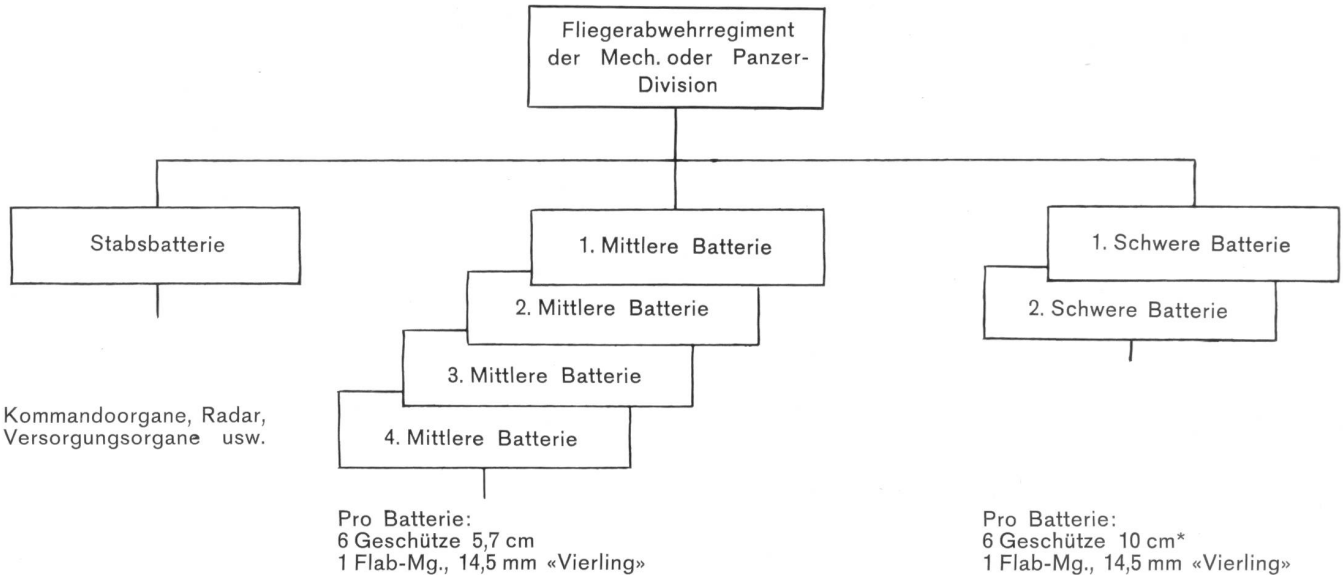 Fliegerabwehrregiment
der Mech. oder Panzer-
Division
Stabsbatterie
Kommandoorgane, Radar,
Versorgungsorgane usw.
1. Mittlere Batterie
2. Mittlere Batterie
3. Mittlere Batterie
4. Mittlere Batterie
Pro Batterie:
6 Geschütze 5,7 cm
1 Flab-Mg., 14,5 mm «Vierling»
1. Schwere Batterie
2. Schwere Batterie
Pro Batterie:
6 Geschütze 10 cm*
1 Flab-Mg., 14,5 mm «Vierling»